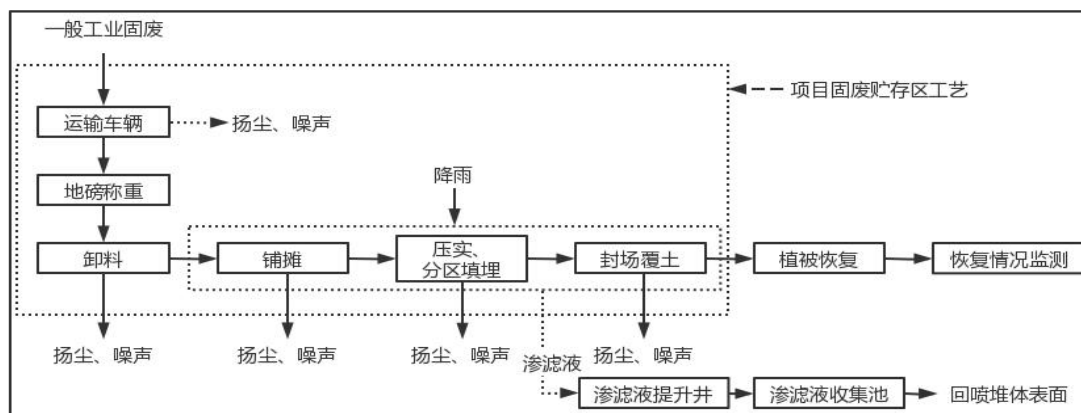 一般工业固废
项目固废贮存区工艺
运输车辆
扬尘、噪声
地磅称重
降雨
卸料
铺摊
压实、
分区填埋
封场覆土
植被恢复
恢复情况监测
扬尘、噪声
扬尘、噪声
扬尘、噪声
扬尘、噪声
渗滤液
渗滤液提升井
渗滤液收集池
回喷堆体表面